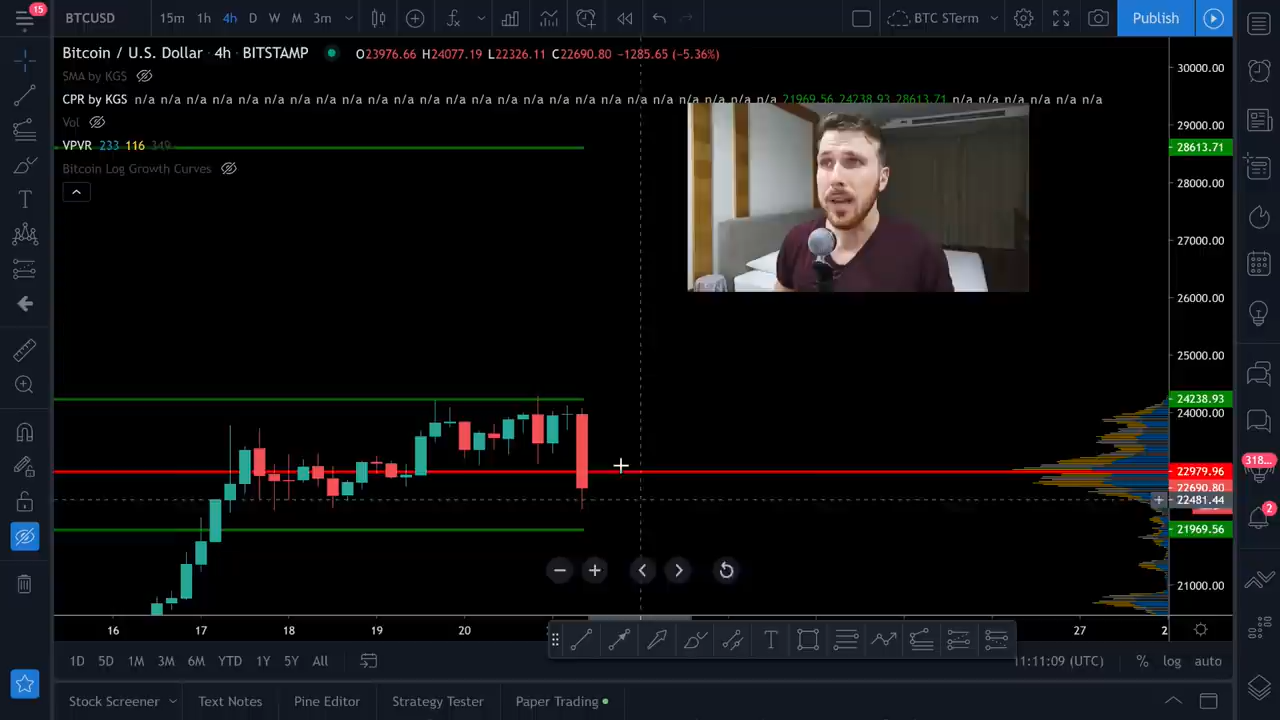 15
BTCUSD 15m 1h 4h D W M 3m BTC STerm Publish
Bitcoin / U.S. Dollar · 4h · BITSTAMP O23976.66 H24077.19 L22326.11 C22690.80 −1285.65 (−5.36%)
SMA by KGS
CPR by KGS n/a n/a n/a n/a n/a n/a n/a n/a n/a n/a n/a n/a n/a n/a n/a n/a n/a n/a n/a n/a n/a n/a n/a n/a n/a n/a 21969.56 24238.93 28613.71 n/a n/a n/a n/a n/a n/a
Vol
VPVR 233 116 349
Bitcoin Log Growth Curves
30000.00
29000.00
28613.71
28000.00
27000.00
26000.00
25000.00
24238.93
24000.00
22979.96
22690.80
22481.44
21969.56
21000.00
318...
2
16 17 18 19 20 27 2
1D 5D 1M 3M 6M YTD 1Y 5Y All 11:11:09 (UTC) % log auto
Stock Screener Text Notes Pine Editor Strategy Tester Paper Trading